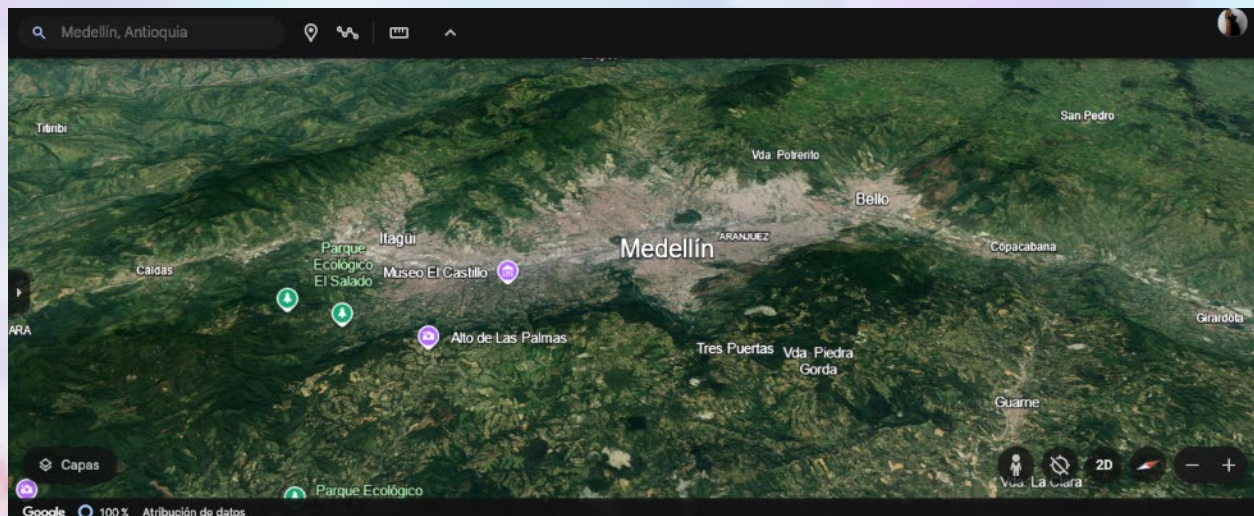 Medellín, Antioquia
San Pedro
Titiribi
Vda. Potrerito
Bello
Itagüi
ARANJUEZ
Medellín
Copacabana
Parque
Ecológico
El Salado
Museo El Castillo
Caldas
Girardota
ARA
Alto de Las Palmas
Tres Puertas
Vda. Piedra
Gorda
Guarne
Capas
2D
Vda. La Clara
Parque Ecológico
Google
100 %
Atribución de datos